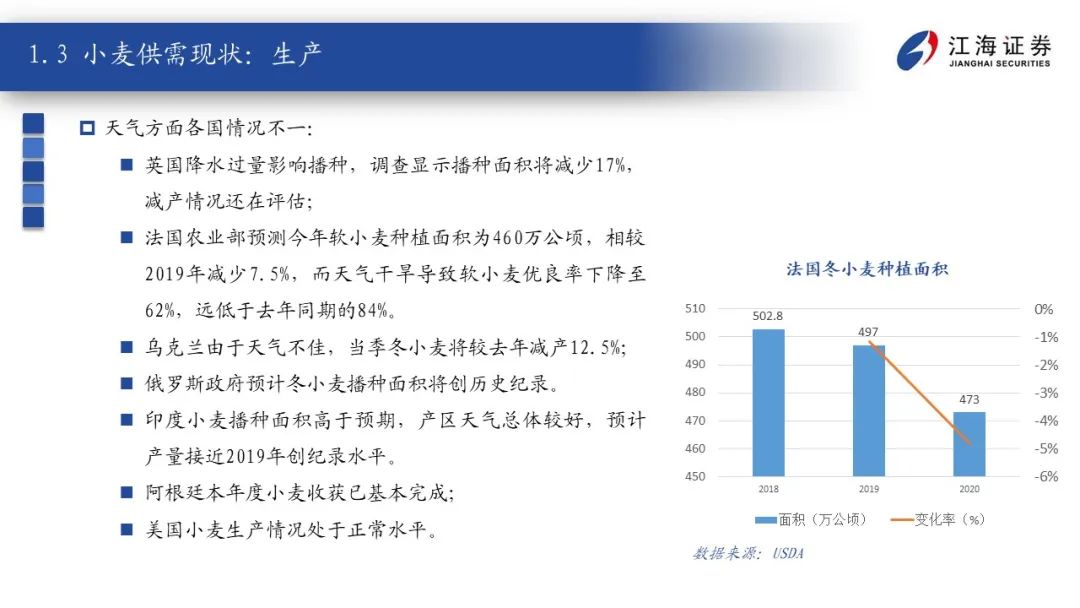 1.3 小麦供需现状：生产
江海证券
JIANGHAI SECURITIES
天气方面各国情况不一：
英国降水过量影响播种，调查显示播种面积将减少17%，
减产情况还在评估；
法国农业部预测今年软小麦种植面积为460万公顷，相较
2019年减少7.5%，而天气干旱导致软小麦优良率下降至
62%，远低于去年同期的84%。
乌克兰由于天气不佳，当季冬小麦将较去年减产12.5%；
俄罗斯政府预计冬小麦播种面积将创历史纪录。
印度小麦播种面积高于预期，产区天气总体较好，预计
产量接近2019年创纪录水平。
阿根廷本年度小麦收获已基本完成；
美国小麦生产情况处于正常水平。
法国冬小麦种植面积
510
500
490
480
470
460
450
502.8
497
473
0%
-1%
-2%
-3%
-4%
-5%
-6%
2018
2019
2020
面积（万公顷）
变化率（%）
数据来源：USDA